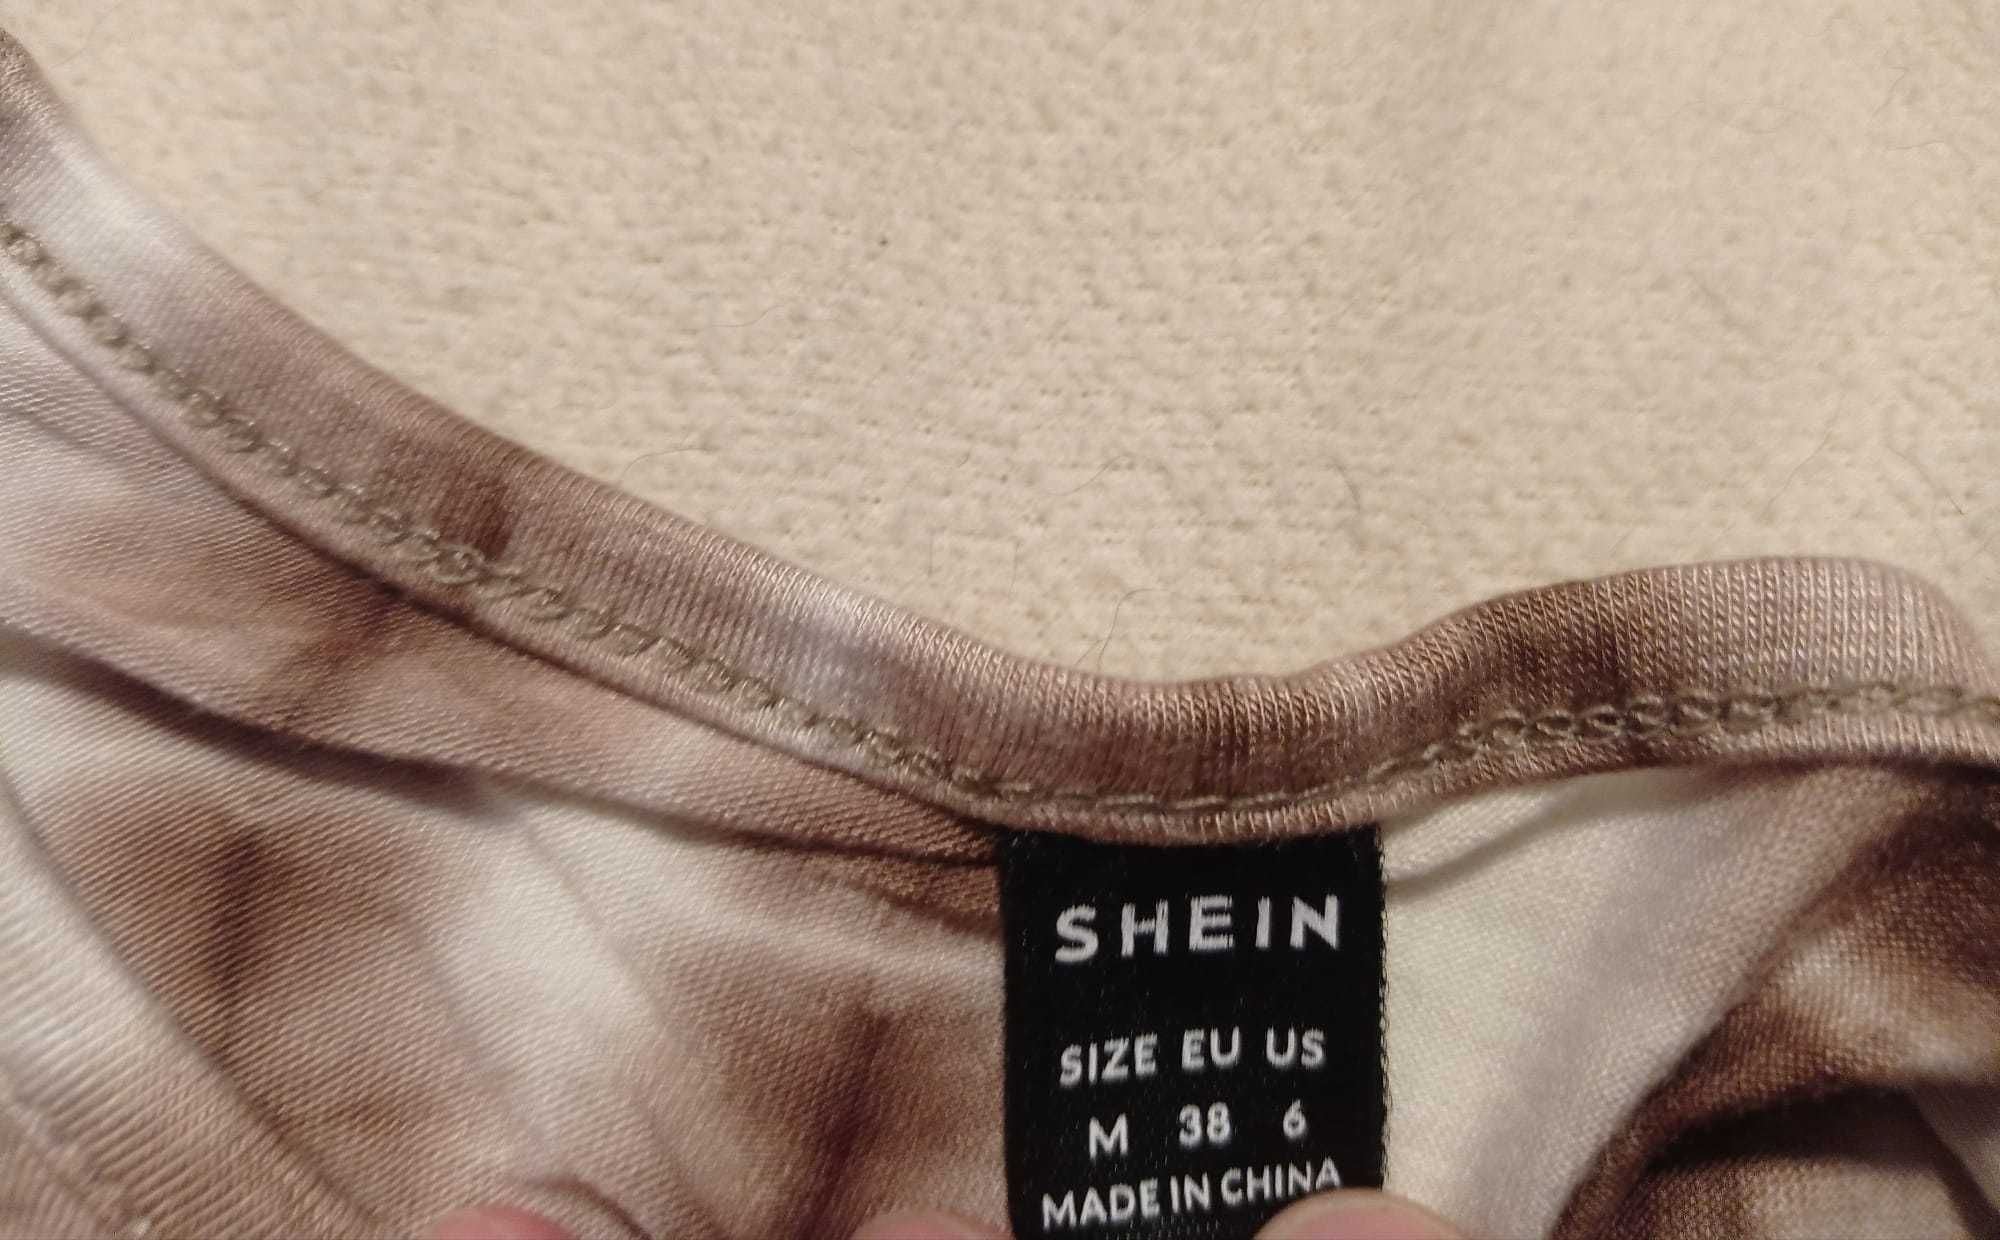 SHEIN
SIZE EU US
M 38 6
MADE IN CHINA